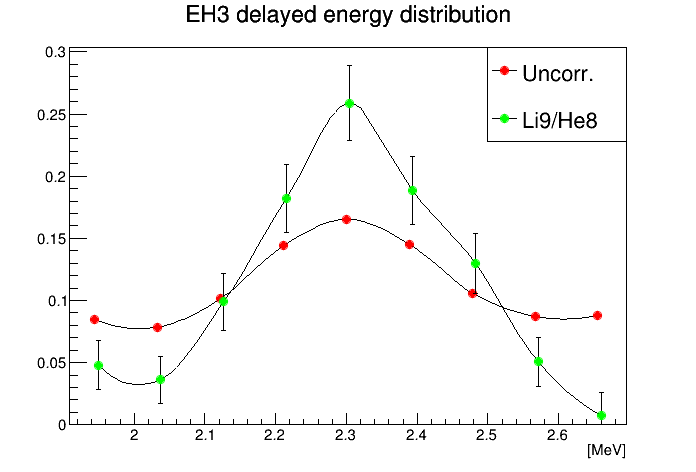 EH3 delayed energy distribution
Uncorr.
Li9/He8
0.3
0.25
0.2
0.15
0.1
0.05
0
2 2.1 2.2 2.3 2.4 2.5 2.6
[MeV]